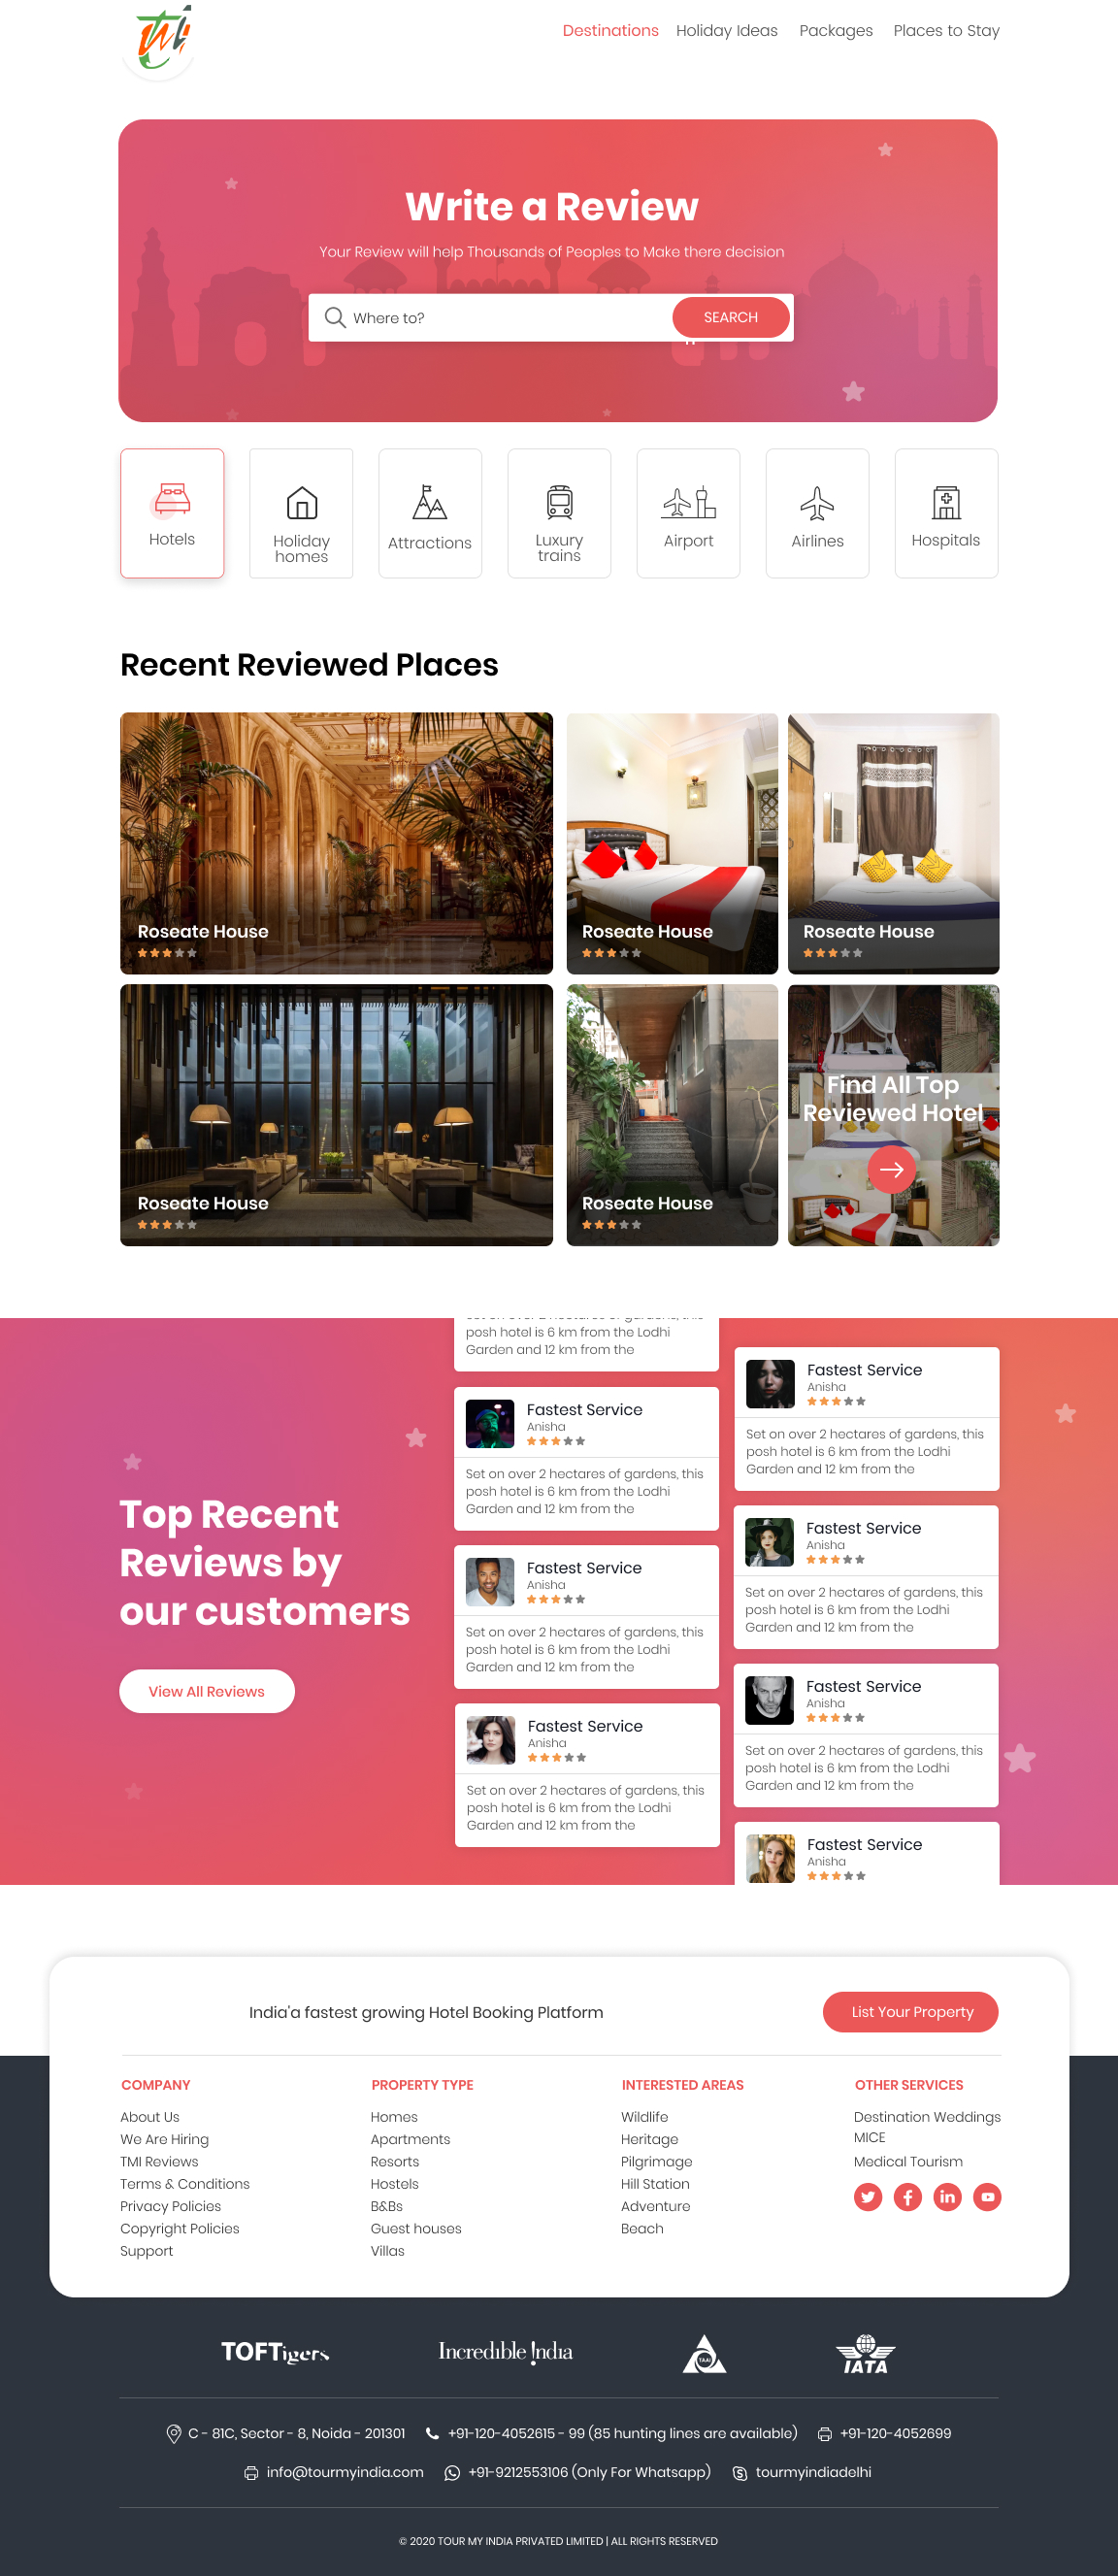 tmi
Destinations Holiday Ideas Packages Places to Stay
Write a Review
Your Review will help Thousands of Peoples to Make there decision
Where to?
SEARCH
Hotels
Holiday
homes
Attractions
Luxury
trains
Airport
Airlines
Hospitals
Recent Reviewed Places
Roseate House
Roseate House
Roseate House
Roseate House
Roseate House
Find All Top
Reviewed Hotel
Top Recent
Reviews by
our customers
View All Reviews
Set on over 2 hectares of gardens, this
posh hotel is 6 km from the Lodhi
Garden and 12 km from the
Fastest Service
Anisha
Set on over 2 hectares of gardens, this
posh hotel is 6 km from the Lodhi
Garden and 12 km from the
Fastest Service
Anisha
Set on over 2 hectares of gardens, this
posh hotel is 6 km from the Lodhi
Garden and 12 km from the
Fastest Service
Anisha
Set on over 2 hectares of gardens, this
posh hotel is 6 km from the Lodhi
Garden and 12 km from the
Fastest Service
Anisha
Set on over 2 hectares of gardens, this
posh hotel is 6 km from the Lodhi
Garden and 12 km from the
Fastest Service
Anisha
Set on over 2 hectares of gardens, this
posh hotel is 6 km from the Lodhi
Garden and 12 km from the
Fastest Service
Anisha
Set on over 2 hectares of gardens, this
posh hotel is 6 km from the Lodhi
Garden and 12 km from the
Fastest Service
Anisha
India'a fastest growing Hotel Booking Platform
List Your Property
COMPANY
About Us
We Are Hiring
TMI Reviews
Terms & Conditions
Privacy Policies
Copyright Policies
Support
PROPERTY TYPE
Homes
Apartments
Resorts
Hostels
B&Bs
Guest houses
Villas
INTERESTED AREAS
Wildlife
Heritage
Pilgrimage
Hill Station
Adventure
Beach
OTHER SERVICES
Destination Weddings
MICE
Medical Tourism
TOFTigers
Incredible !ndia
TAAI
IATA
C - 81C, Sector - 8, Noida - 201301 +91-120-4052615 - 99 (85 hunting lines are available) +91-120-4052699
info@tourmyindia.com +91-9212553106 (Only For Whatsapp) tourmyindiadelhi
© 2020 TOUR MY INDIA PRIVATED LIMITED | ALL RIGHTS RESERVED